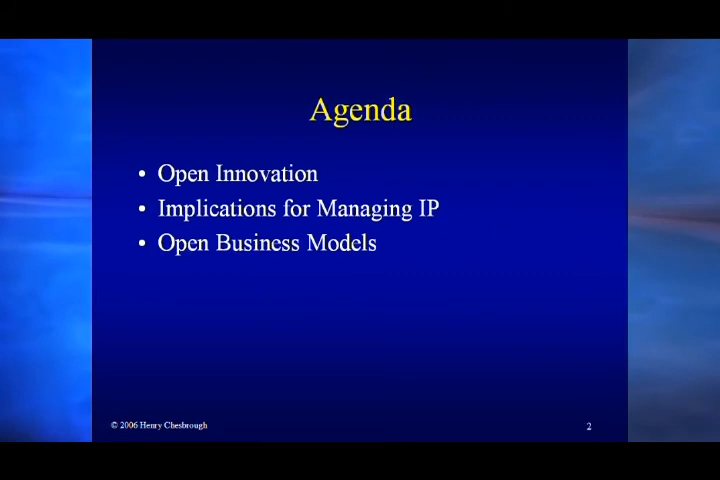 Agenda
• Open Innovation
• Implications for Managing IP
• Open Business Models
© 2006 Henry Chesbrough
2